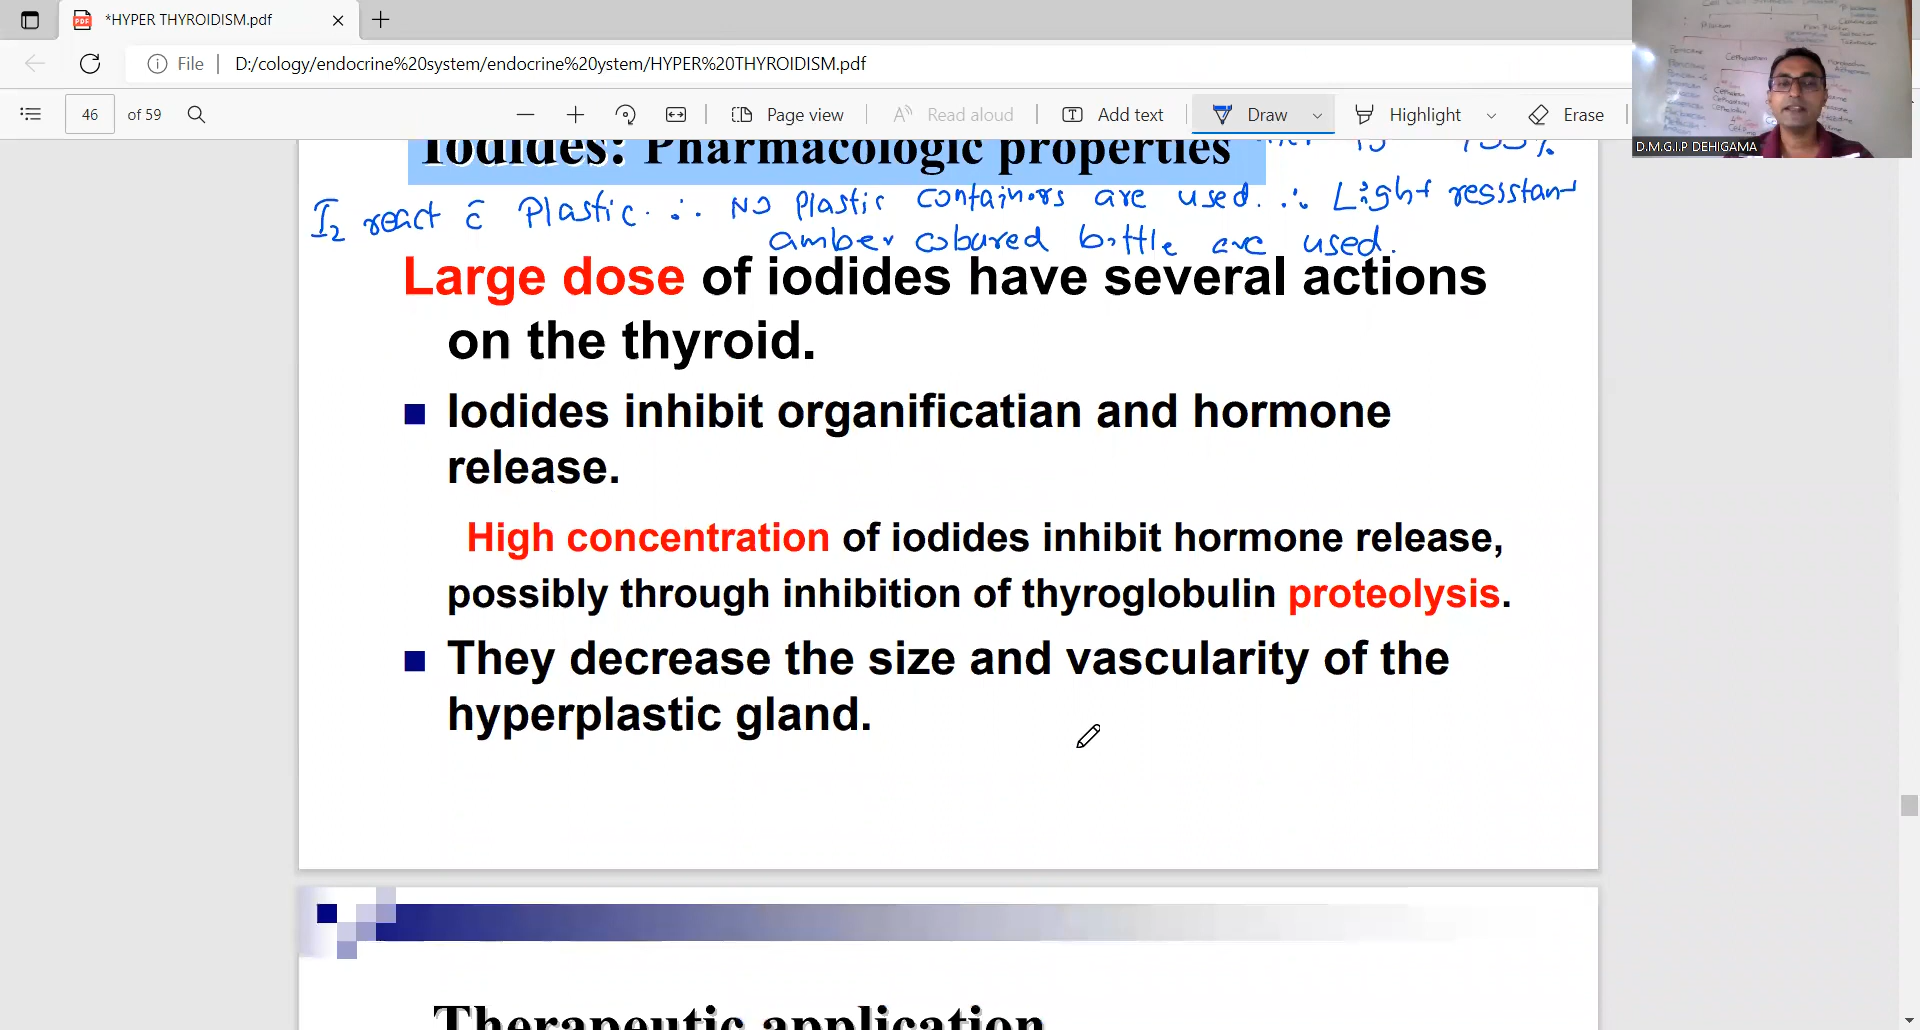 *HYPER THYROIDISM.pdf
File
D:/cology/endocrine%20system/endocrine%20ystem/HYPER%20THYROIDISM.pdf
46 of 59
Page view
Read aloud
Add text
Draw
Highlight
Erase
D.M.G.I.P DEHIGAMA
Iodides: Pharmacologic properties
I2 react c̄ Plastic. ∴ No plastic containers are used. ∴ Light resistant
amber coloured bottle are used.
Large dose of iodides have several actions
on the thyroid.
Iodides inhibit organificatian and hormone
release.
High concentration of iodides inhibit hormone release,
possibly through inhibition of thyroglobulin proteolysis.
They decrease the size and vascularity of the
hyperplastic gland.
Therapeutic application